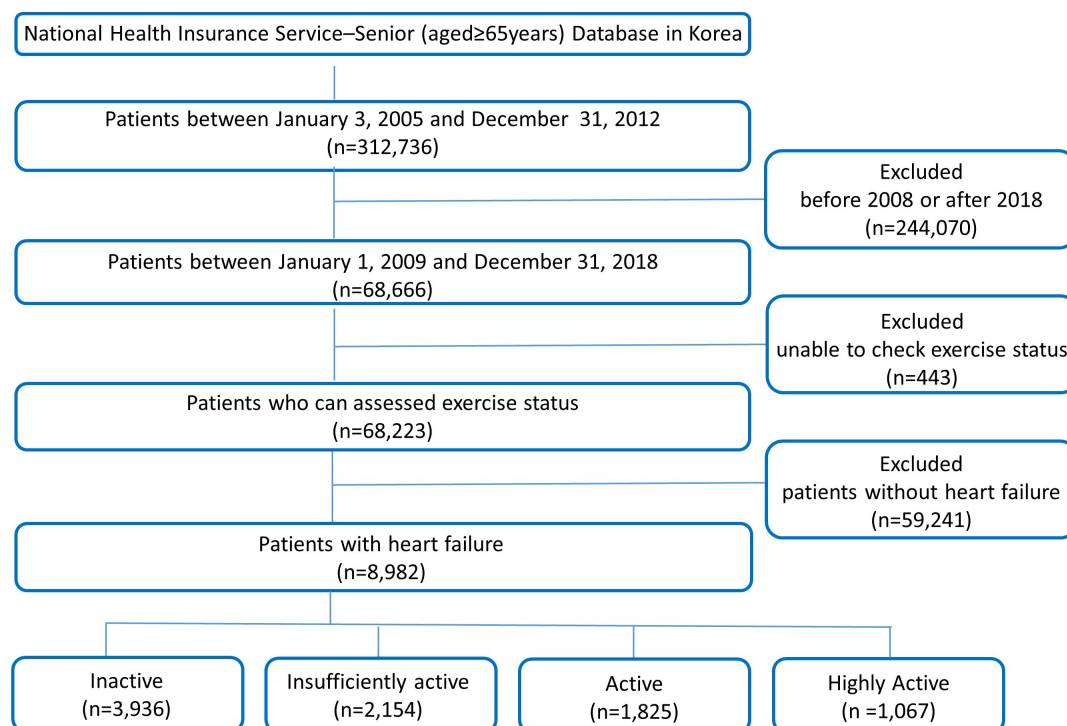 National Health Insurance Service–Senior (aged≥65years) Database in Korea
Patients between January 3, 2005 and December 31, 2012
(n=312,736)
Excluded
before 2008 or after 2018
(n=244,070)
Patients between January 1, 2009 and December 31, 2018
(n=68,666)
Excluded
unable to check exercise status
(n=443)
Patients who can assessed exercise status
(n=68,223)
Excluded
patients without heart failure
(n=59,241)
Patients with heart failure
(n=8,982)
Inactive
(n=3,936)
Insufficiently active
(n=2,154)
Active
(n=1,825)
Highly Active
(n =1,067)